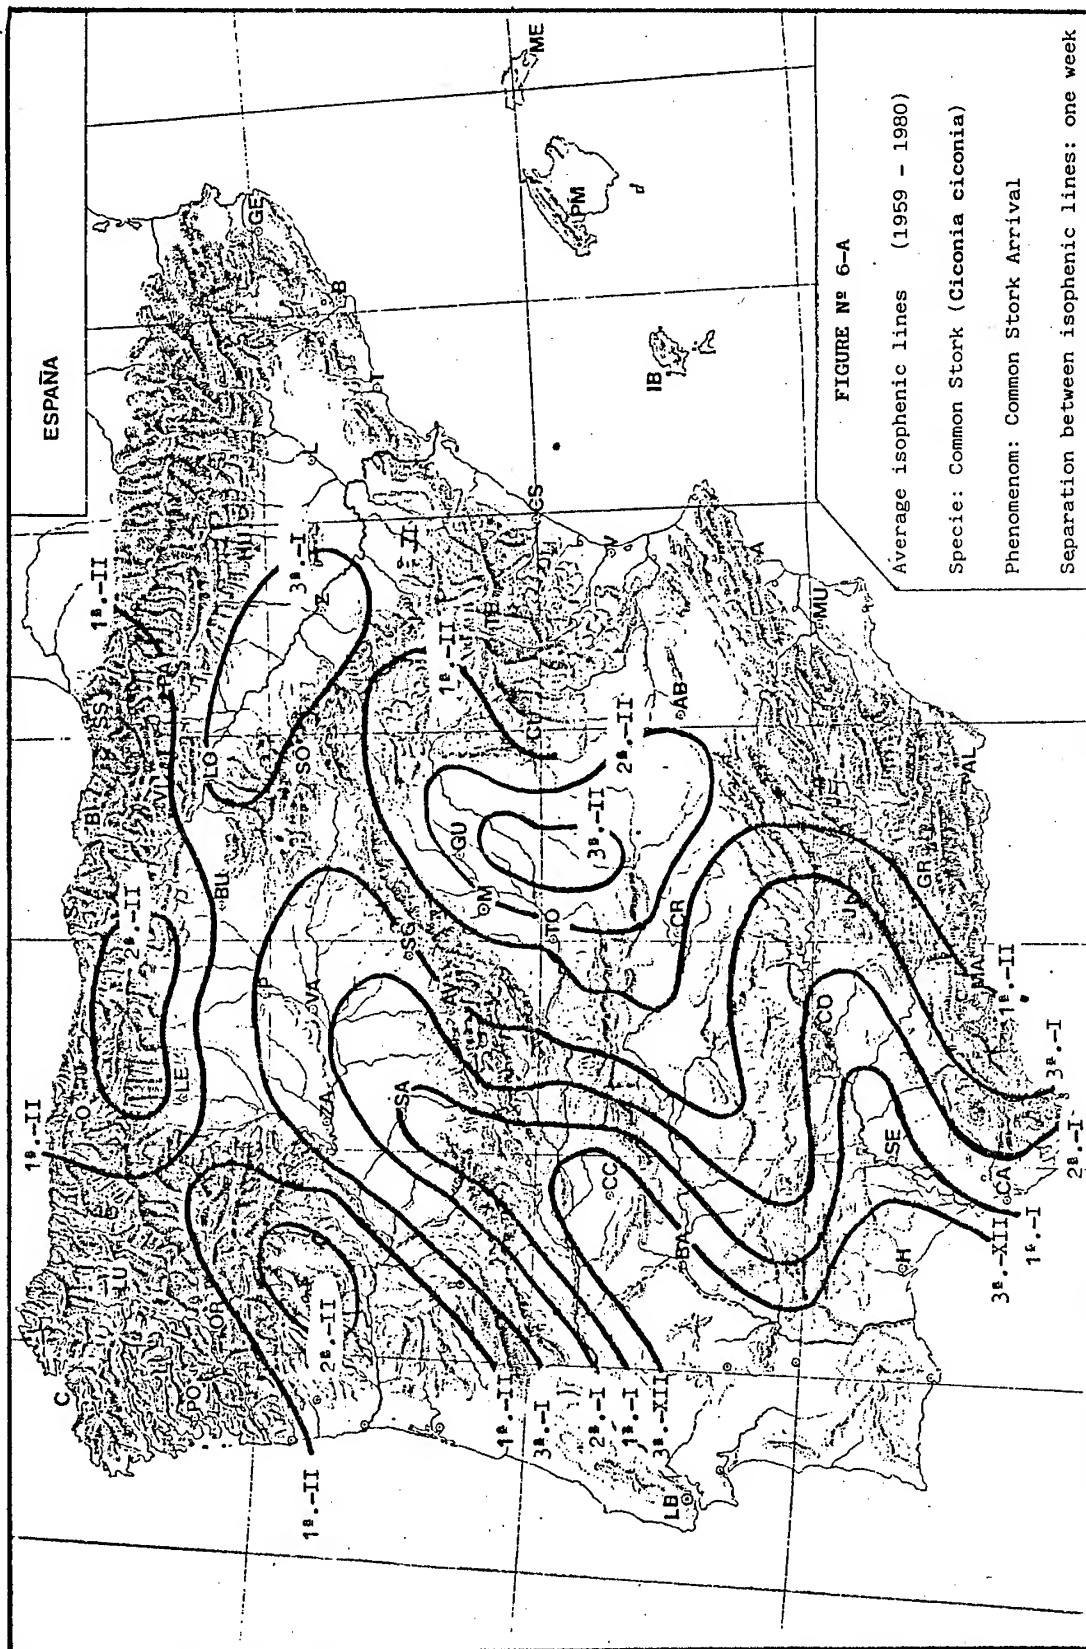 ESPAÑA
C
LU
O
SS
BI
VI
PA
PO
OR
LE
BU
LO
HU
GE
P
VA
ZA
SO
Z
L
B
T
SG
SA
AV
M
GU
TE
CS
CU
TO
CC
V
BA
CR
AB
A
MU
CO
J
SE
H
GR
AL
MA
CA
LB
IB
PM
ME
1ª.-II
2ª.-II
1ª.-II
1ª.-II
2ª.-II
3ª.-I
1ª.-II
2ª.-II
3ª.-II
1ª.-II
3ª.-I
2ª.-I
1ª.-I
3ª.-XII
3ª.-XII
1ª.-I
2ª.-I
3ª.-I
1ª.-II
FIGURE Nº 6-A
Average isophenic lines (1959 - 1980)
Specie: Common Stork (Ciconia ciconia)
Phenomenom: Common Stork Arrival
Separation between isophenic lines: one week